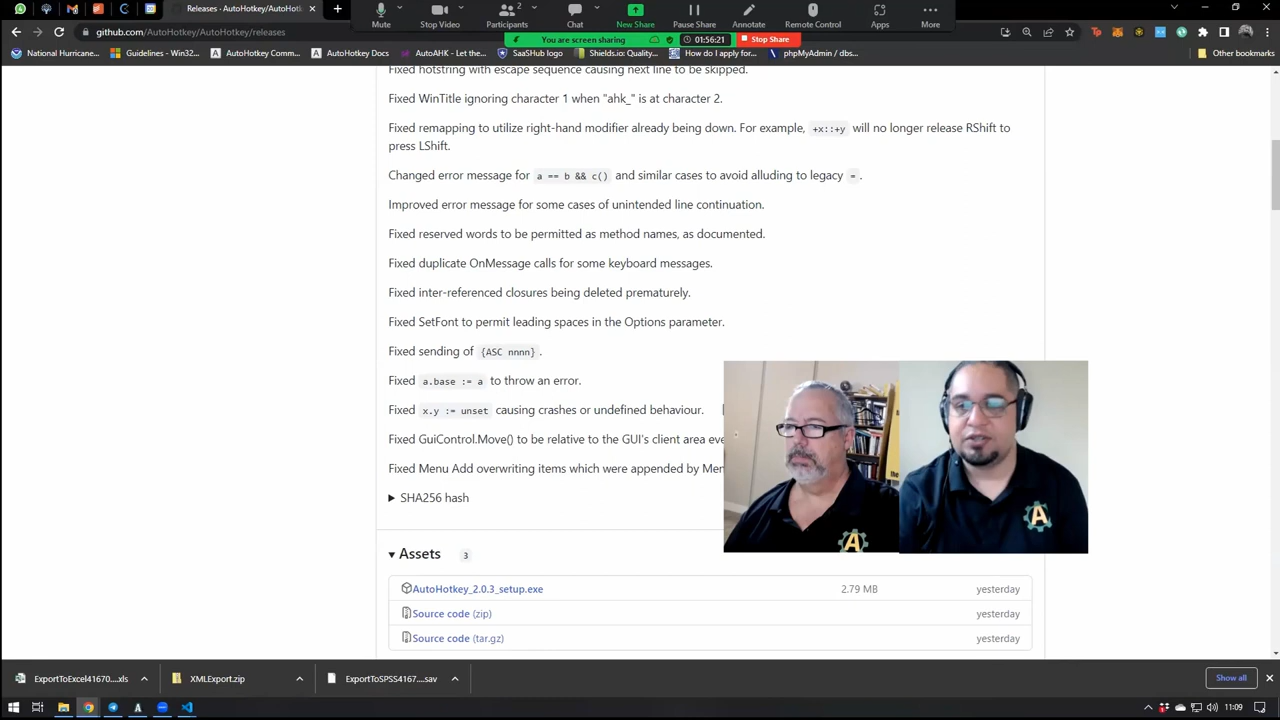 Releases · AutoHotkey/AutoHotl
Mute
Stop Video
2
Participants
Chat
New Share
Pause Share
Annotate
Remote Control
Apps
More
You are screen sharing
01:56:21
Stop Share
github.com/AutoHotkey/AutoHotkey/releases
Natural Hume...
Guidelines - Win32...
AutoHotkey Commu...
AutoHotkey Docs
AutoAHK - Let the...
SaaSHub logo
Shields.io: Quality...
How do I apply for...
phpMyAdmin / dbs...
Other bookmarks
Fixed hotstring with escape sequence causing next line to be skipped.
Fixed WinTitle ignoring character 1 when "ahk_" is at character 2.
Fixed remapping to utilize right-hand modifier already being down. For example, +x::+y will no longer release RShift to
press LShift.
Changed error message for a == b && c() and similar cases to avoid alluding to legacy = .
Improved error message for some cases of unintended line continuation.
Fixed reserved words to be permitted as method names, as documented.
Fixed duplicate OnMessage calls for some keyboard messages.
Fixed inter-referenced closures being deleted prematurely.
Fixed SetFont to permit leading spaces in the Options parameter.
Fixed sending of {ASC nnnn} .
Fixed a.base := a to throw an error.
Fixed x.y := unset causing crashes or undefined behaviour.
Fixed GuiControl.Move() to be relative to the GUI's client area eve
Fixed Menu Add overwriting items which were appended by Mer
SHA256 hash
Assets 3
AutoHotkey_2.0.3_setup.exe 2.79 MB yesterday
Source code (zip) yesterday
Source code (tar.gz) yesterday
A
A
ExportToExcel41670....xls
XMLExport.zip
ExportToSPSS4167....sav
Show all
11:09